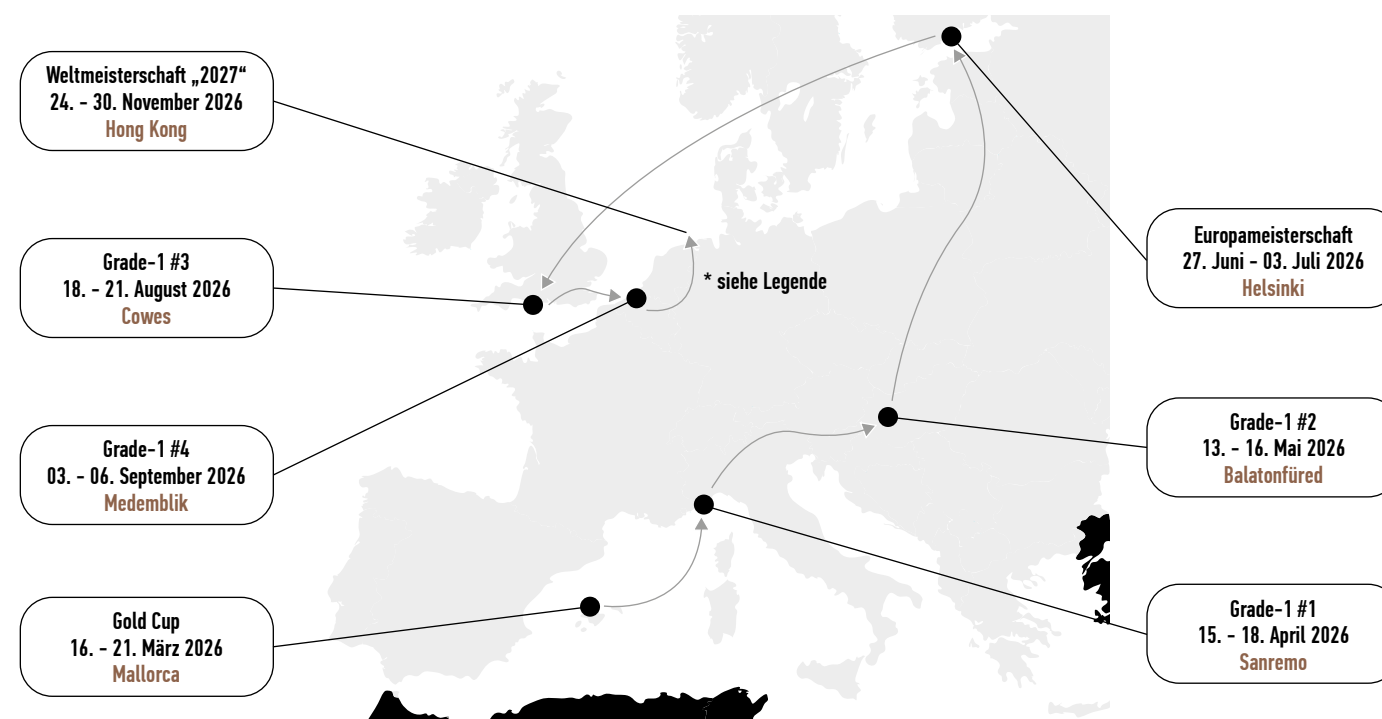 Weltmeisterschaft „2027“
24. - 30. November 2026
Hong Kong
Grade-1 #3
18. - 21. August 2026
Cowes
Grade-1 #4
03. - 06. September 2026
Medemblik
Gold Cup
16. - 21. März 2026
Mallorca
* siehe Legende
Europameisterschaft
27. Juni - 03. Juli 2026
Helsinki
Grade-1 #2
13. - 16. Mai 2026
Balatonfüred
Grade-1 #1
15. - 18. April 2026
Sanremo